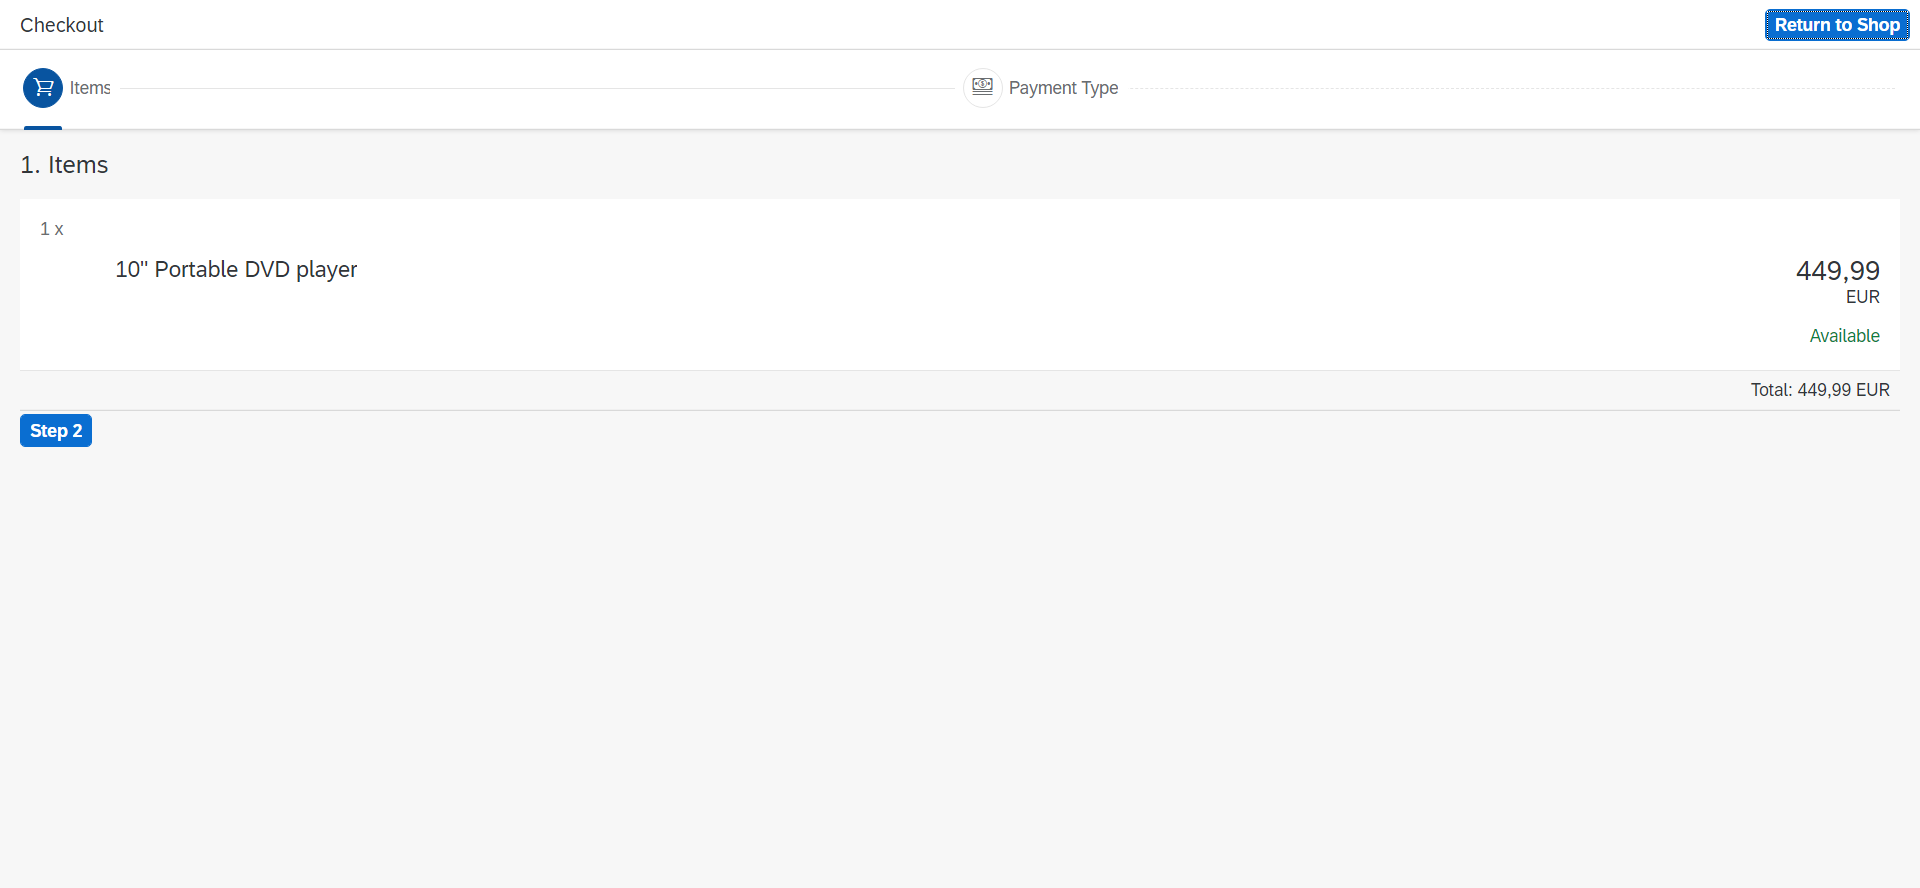 Checkout
Return to Shop
Items
Payment Type
1. Items
1 x
10" Portable DVD player
449,99
EUR
Available
Total: 449,99 EUR
Step 2